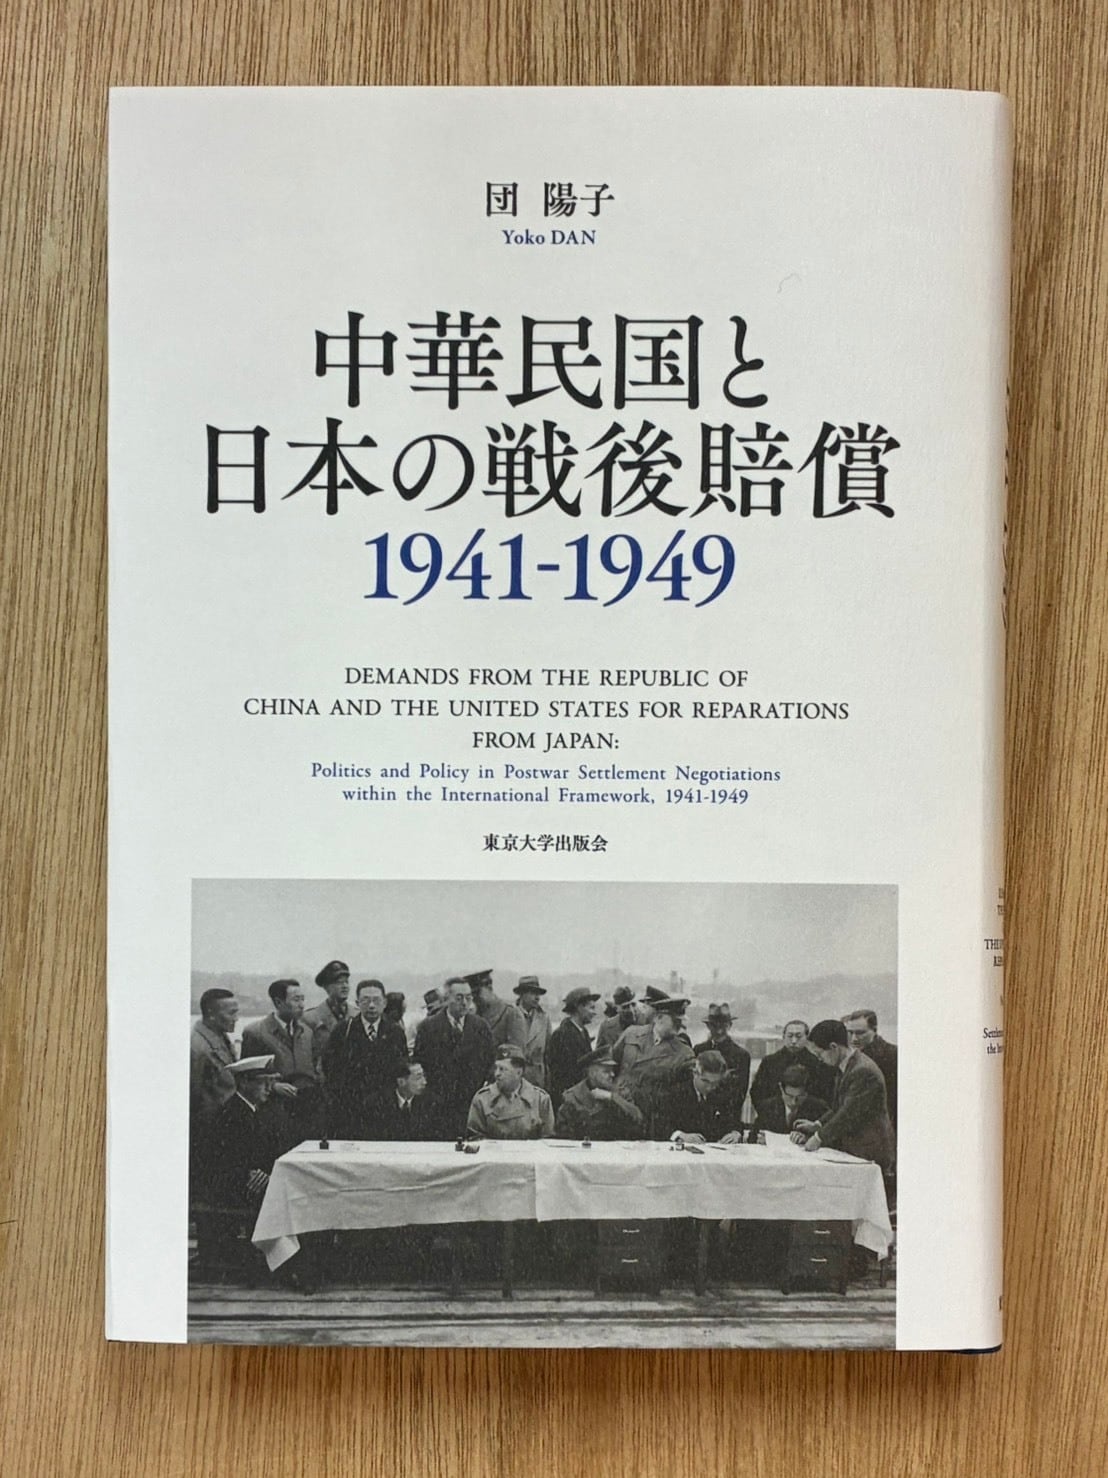 団 陽子
Yoko DAN
中華民国と
日本の戦後賠償
1941-1949
DEMANDS FROM THE REPUBLIC OF
CHINA AND THE UNITED STATES FOR REPARATIONS
FROM JAPAN:
Politics and Policy in Postwar Settlement Negotiations
within the International Framework, 1941-1949
東京大学出版会